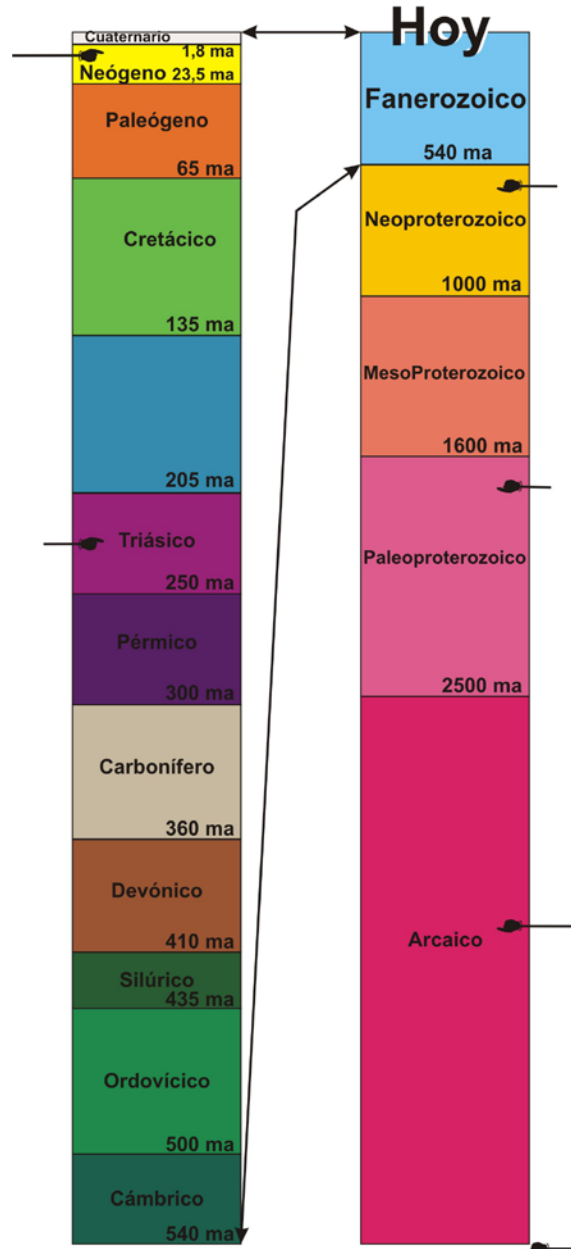 Cuaternario
1,8 ma
Neógeno 23,5 ma
Paleógeno
65 ma
Cretácico
135 ma
205 ma
Triásico
250 ma
Pérmico
300 ma
Carbonífero
360 ma
Devónico
410 ma
Silúrico
435 ma
Ordovícico
500 ma
Cámbrico
540 ma
Hoy
Fanerozoico
540 ma
Neoproterozoico
1000 ma
MesoProterozoico
1600 ma
Paleoproterozoico
2500 ma
Arcaico